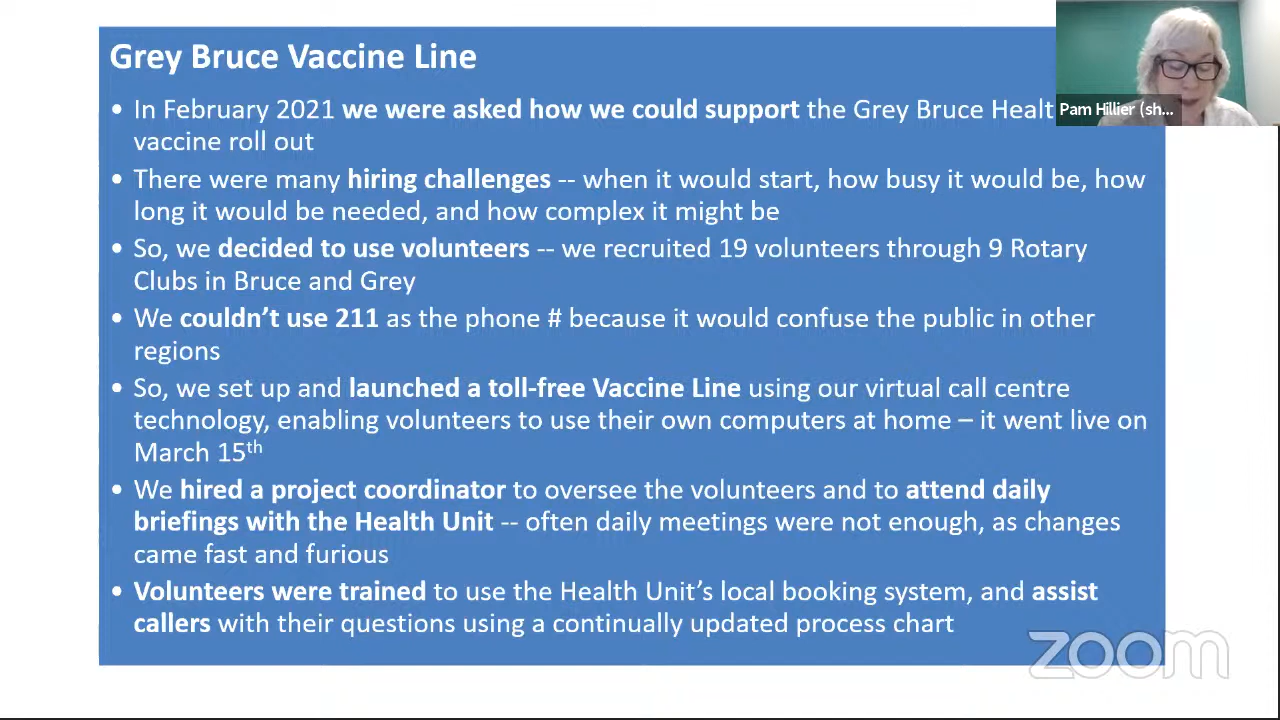 Grey Bruce Vaccine Line
• In February 2021 we were asked how we could support the Grey Bruce Healt
vaccine roll out
• There were many hiring challenges -- when it would start, how busy it would be, how
long it would be needed, and how complex it might be
• So, we decided to use volunteers -- we recruited 19 volunteers through 9 Rotary
Clubs in Bruce and Grey
• We couldn’t use 211 as the phone # because it would confuse the public in other
regions
• So, we set up and launched a toll-free Vaccine Line using our virtual call centre
technology, enabling volunteers to use their own computers at home – it went live on
March 15th
• We hired a project coordinator to oversee the volunteers and to attend daily
briefings with the Health Unit -- often daily meetings were not enough, as changes
came fast and furious
• Volunteers were trained to use the Health Unit’s local booking system, and assist
callers with their questions using a continually updated process chart
Pam Hillier (sh...
zoom